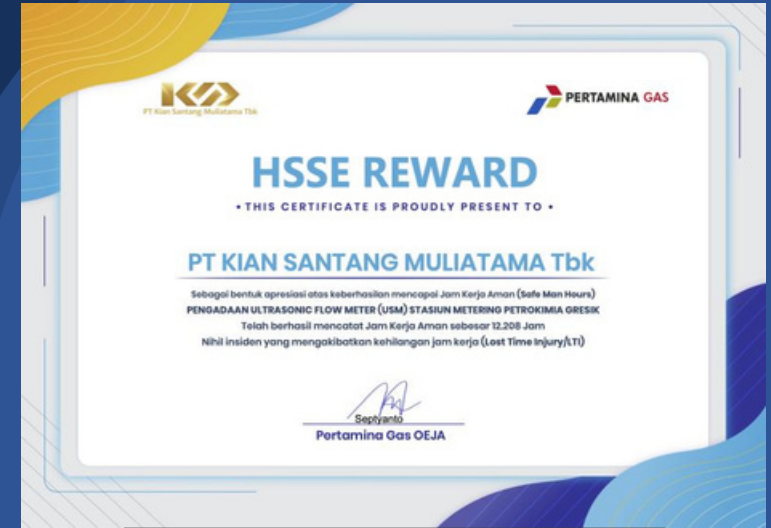 PT Kian Santang Muliatama Tbk
PERTAMINA GAS
HSSE REWARD
• THIS CERTIFICATE IS PROUDLY PRESENT TO •
PT KIAN SANTANG MULIATAMA Tbk
Sebagai bentuk apresiasi atas keberhasilan mencapai Jam Kerja Aman (Safe Man Hours)
PENGADAAN ULTRASONIC FLOW METER (USM) STASIUN METERING PETROKIMIA GRESIK
Telah berhasil mencatat Jam Kerja Aman sebesar 12,208 Jam
Nihil insiden yang mengakibatkan kehilangan jam kerja (Lost Time Injury/LTI)
Septyanto
Pertamina Gas OEJA